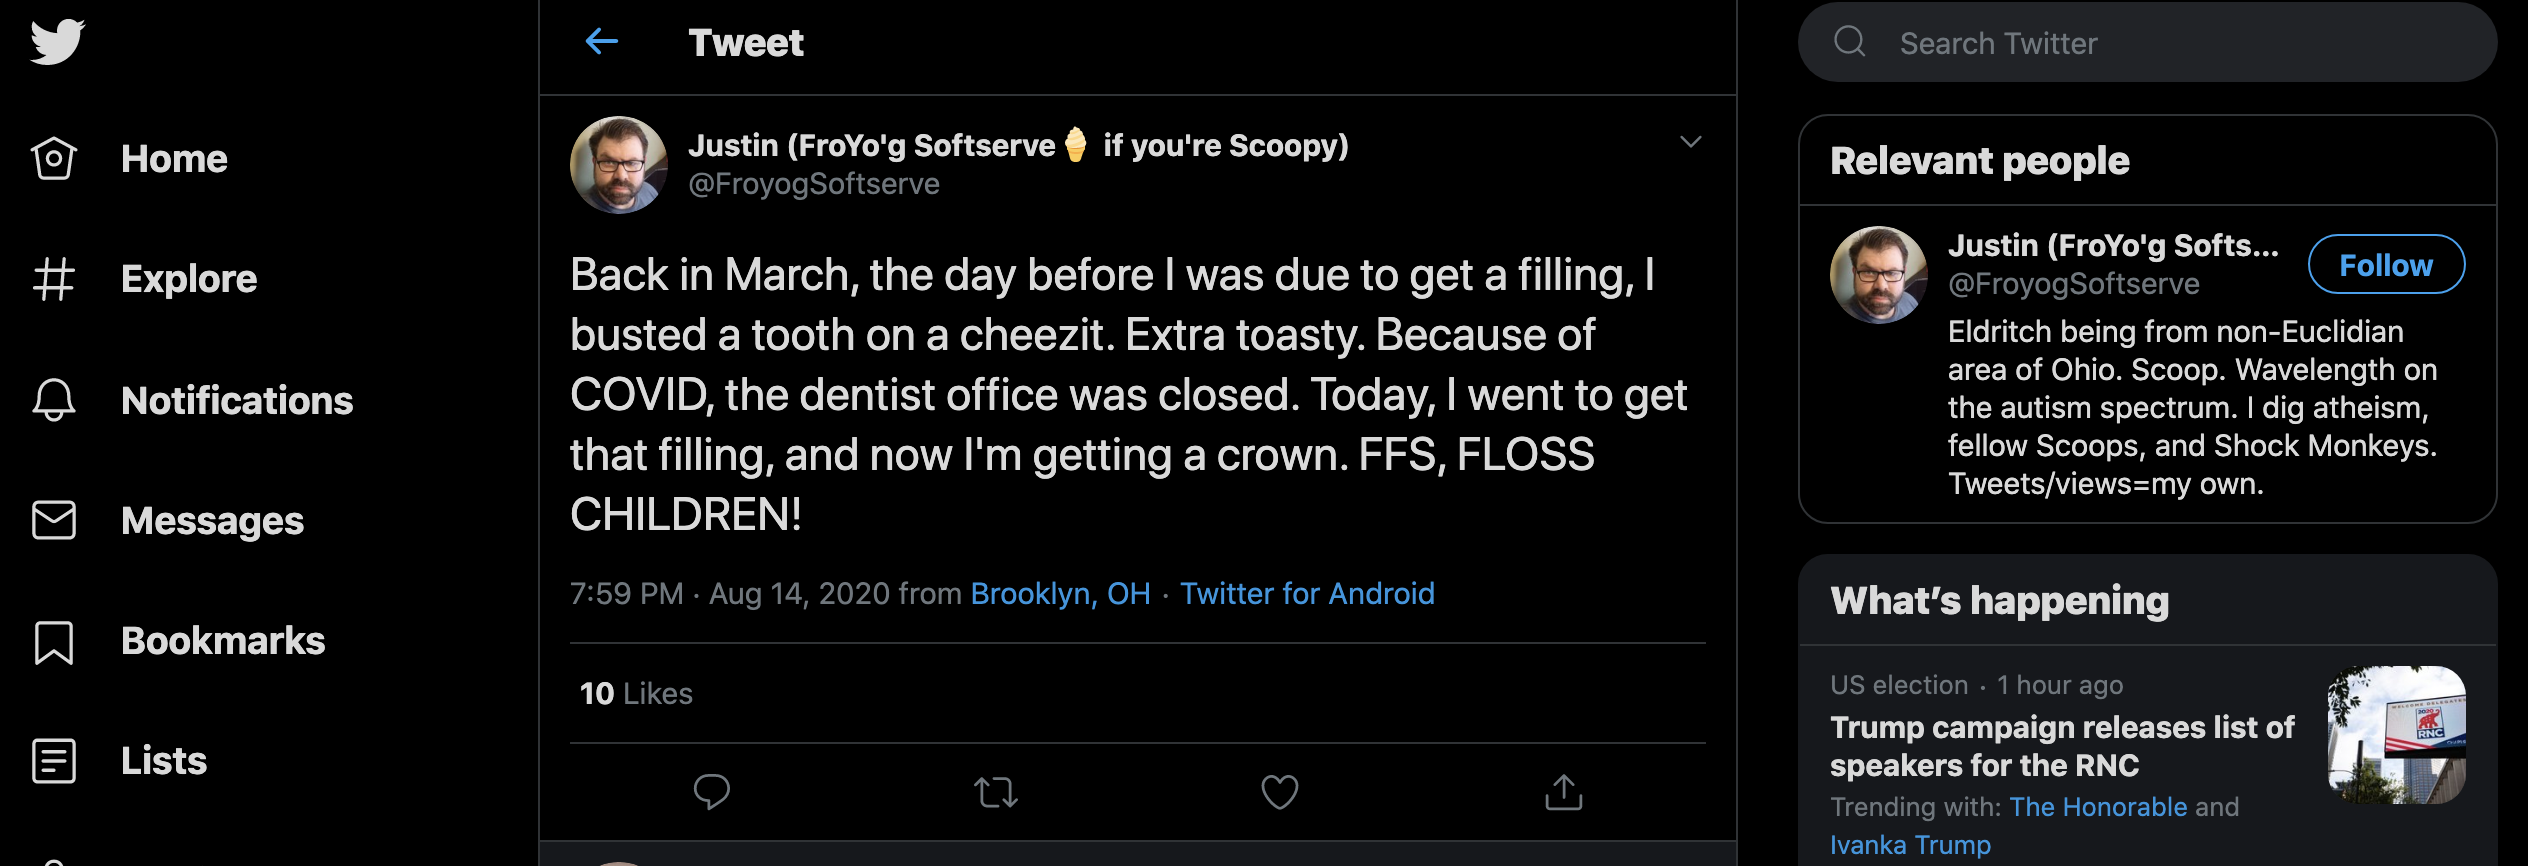 Home
Explore
Notifications
Messages
Bookmarks
Lists
Tweet
Justin (FroYo'g Softserve🍦 if you're Scoopy)
@FroyogSoftserve
Back in March, the day before I was due to get a filling, I
busted a tooth on a cheezit. Extra toasty. Because of
COVID, the dentist office was closed. Today, I went to get
that filling, and now I'm getting a crown. FFS, FLOSS
CHILDREN!
7:59 PM · Aug 14, 2020 from Brooklyn, OH · Twitter for Android
10 Likes
Search Twitter
Relevant people
Justin (FroYo'g Softs...
@FroyogSoftserve
Follow
Eldritch being from non-Euclidian
area of Ohio. Scoop. Wavelength on
the autism spectrum. I dig atheism,
fellow Scoops, and Shock Monkeys.
Tweets/views=my own.
What's happening
US election · 1 hour ago
Trump campaign releases list of
speakers for the RNC
Trending with: The Honorable and
Ivanka Trump
WELCOME DELEGATES
2020
RNC